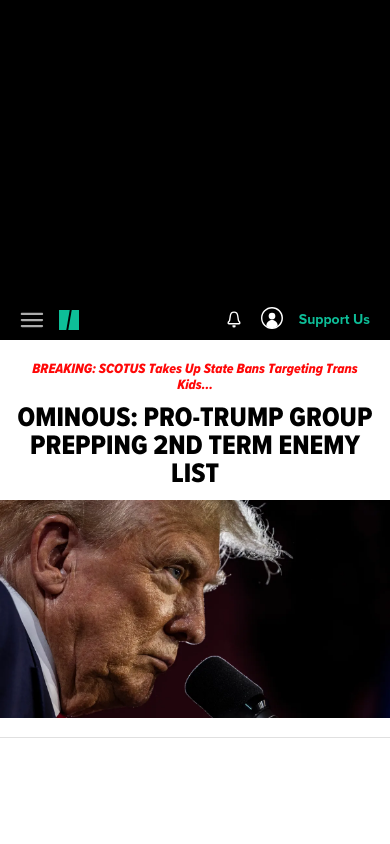 Support Us
BREAKING: SCOTUS Takes Up State Bans Targeting Trans
Kids...
OMINOUS: PRO-TRUMP GROUP
PREPPING 2ND TERM ENEMY
LIST